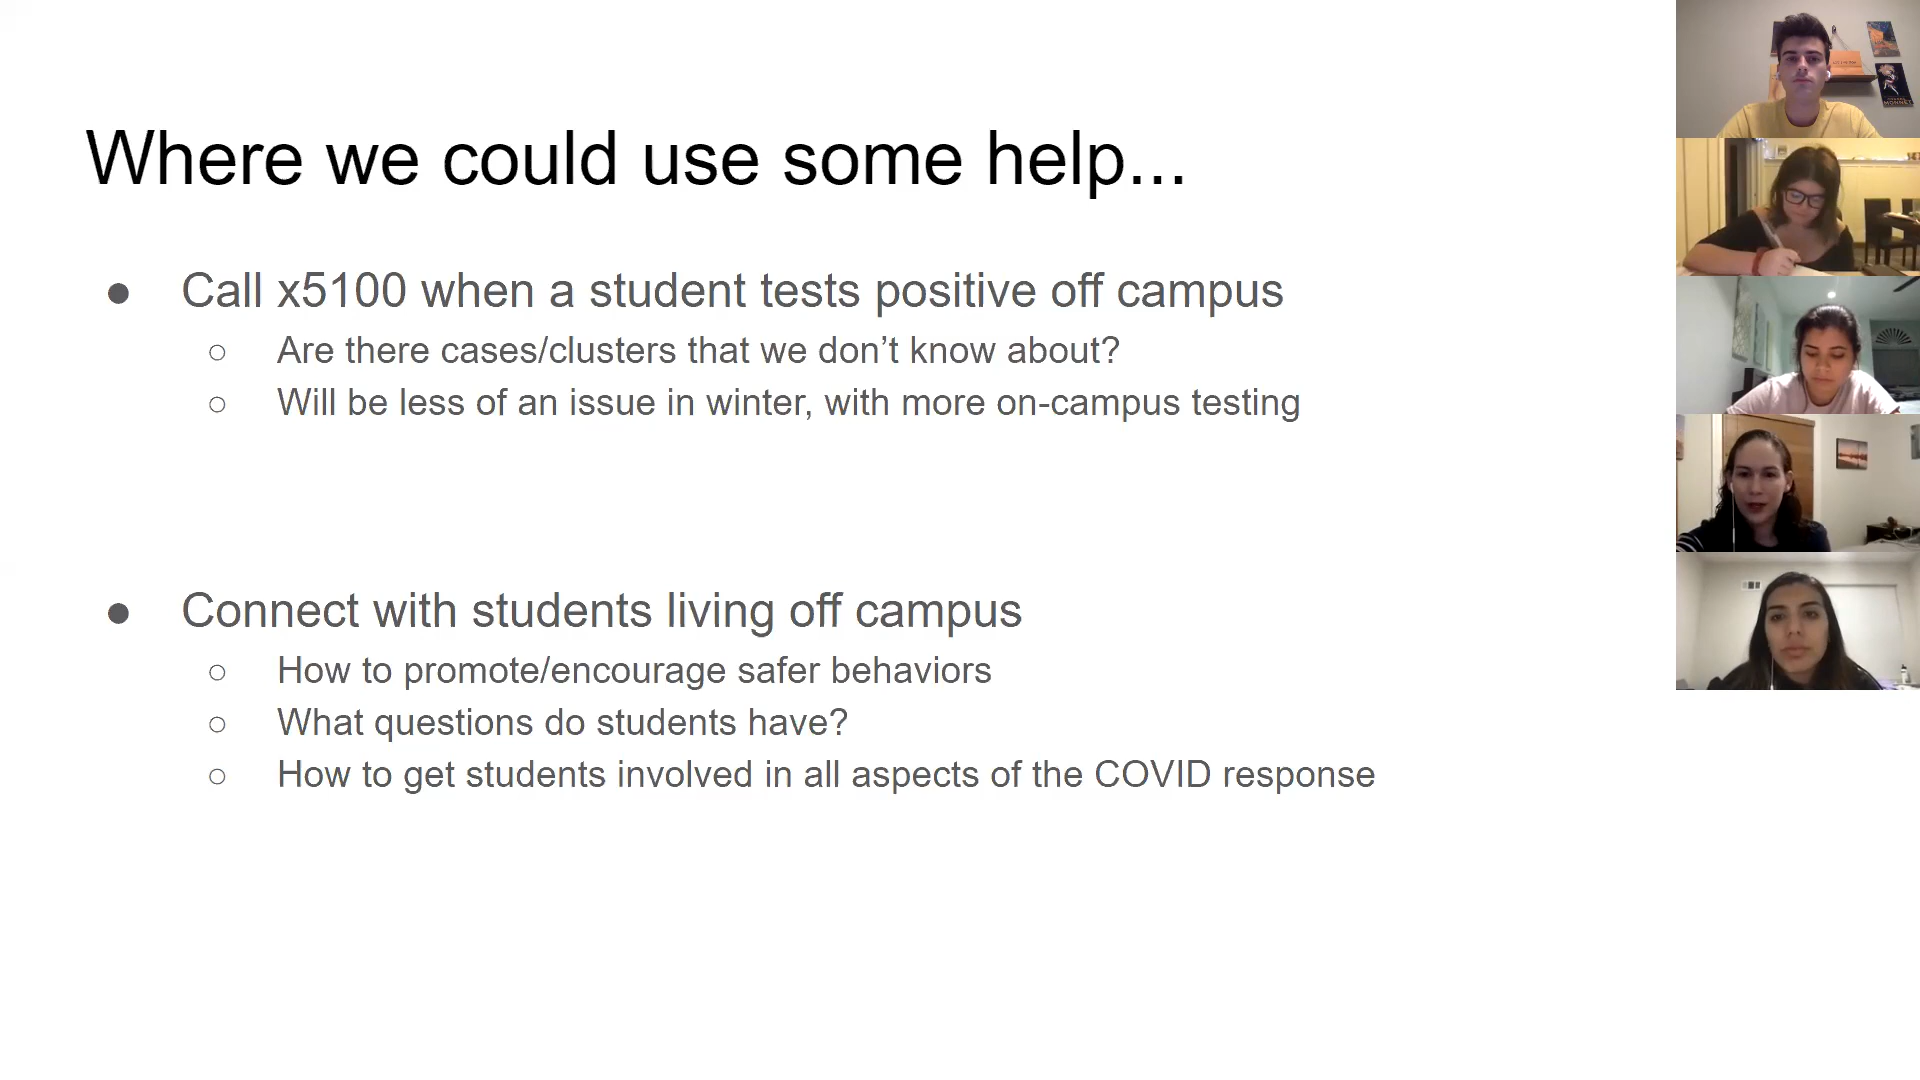 Where we could use some help...
● Call x5100 when a student tests positive off campus
○ Are there cases/clusters that we don’t know about?
○ Will be less of an issue in winter, with more on-campus testing
● Connect with students living off campus
○ How to promote/encourage safer behaviors
○ What questions do students have?
○ How to get students involved in all aspects of the COVID response
MONNET